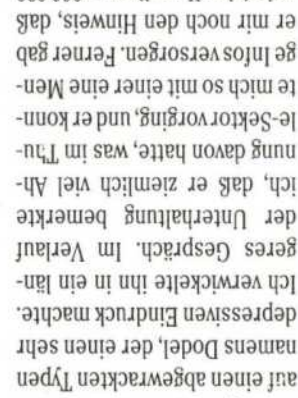 auf einen abgewrackten Typen
namens Dodel, der einen sehr
depressiven Eindruck machte.
Ich verwickelte ihn in ein län-
geres Gespräch. Im Verlauf
der Unterhaltung bemerkte
ich, daß er ziemlich viel Ah-
nung davon hatte, was im Thu-
le-Sektor vorging, und er konn-
te mich so mit einer eine Men-
ge Infos versorgen. Ferner gab
er mir noch den Hinweis, daß